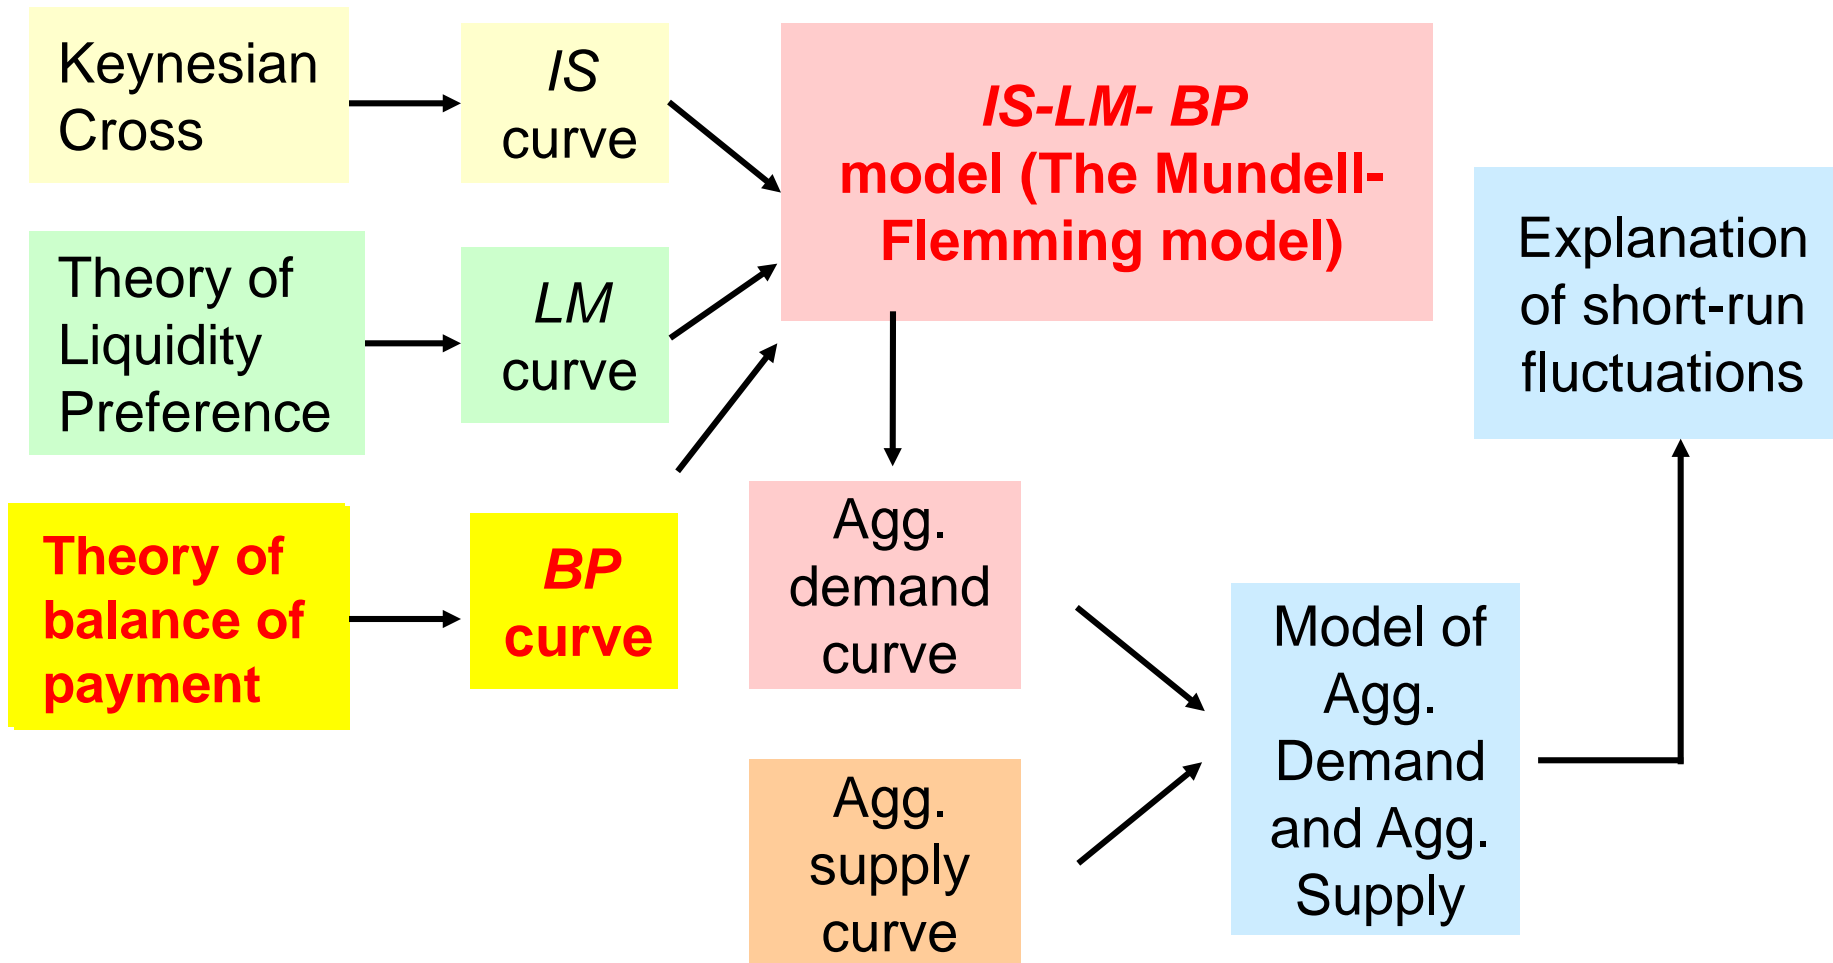 Keynesian
Cross
IS
curve
IS-LM- BP
model (The Mundell-
Flemming model)
Theory of
Liquidity
Preference
LM
curve
Explanation
of short-run
fluctuations
Theory of
balance of
payment
BP
curve
Agg.
demand
curve
Agg.
supply
curve
Model of
Agg.
Demand
and Agg.
Supply